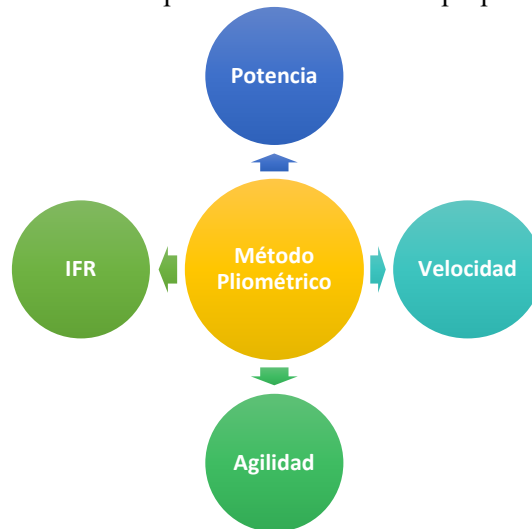 Potencia
IFR
Método
Pliométrico
Velocidad
Agilidad